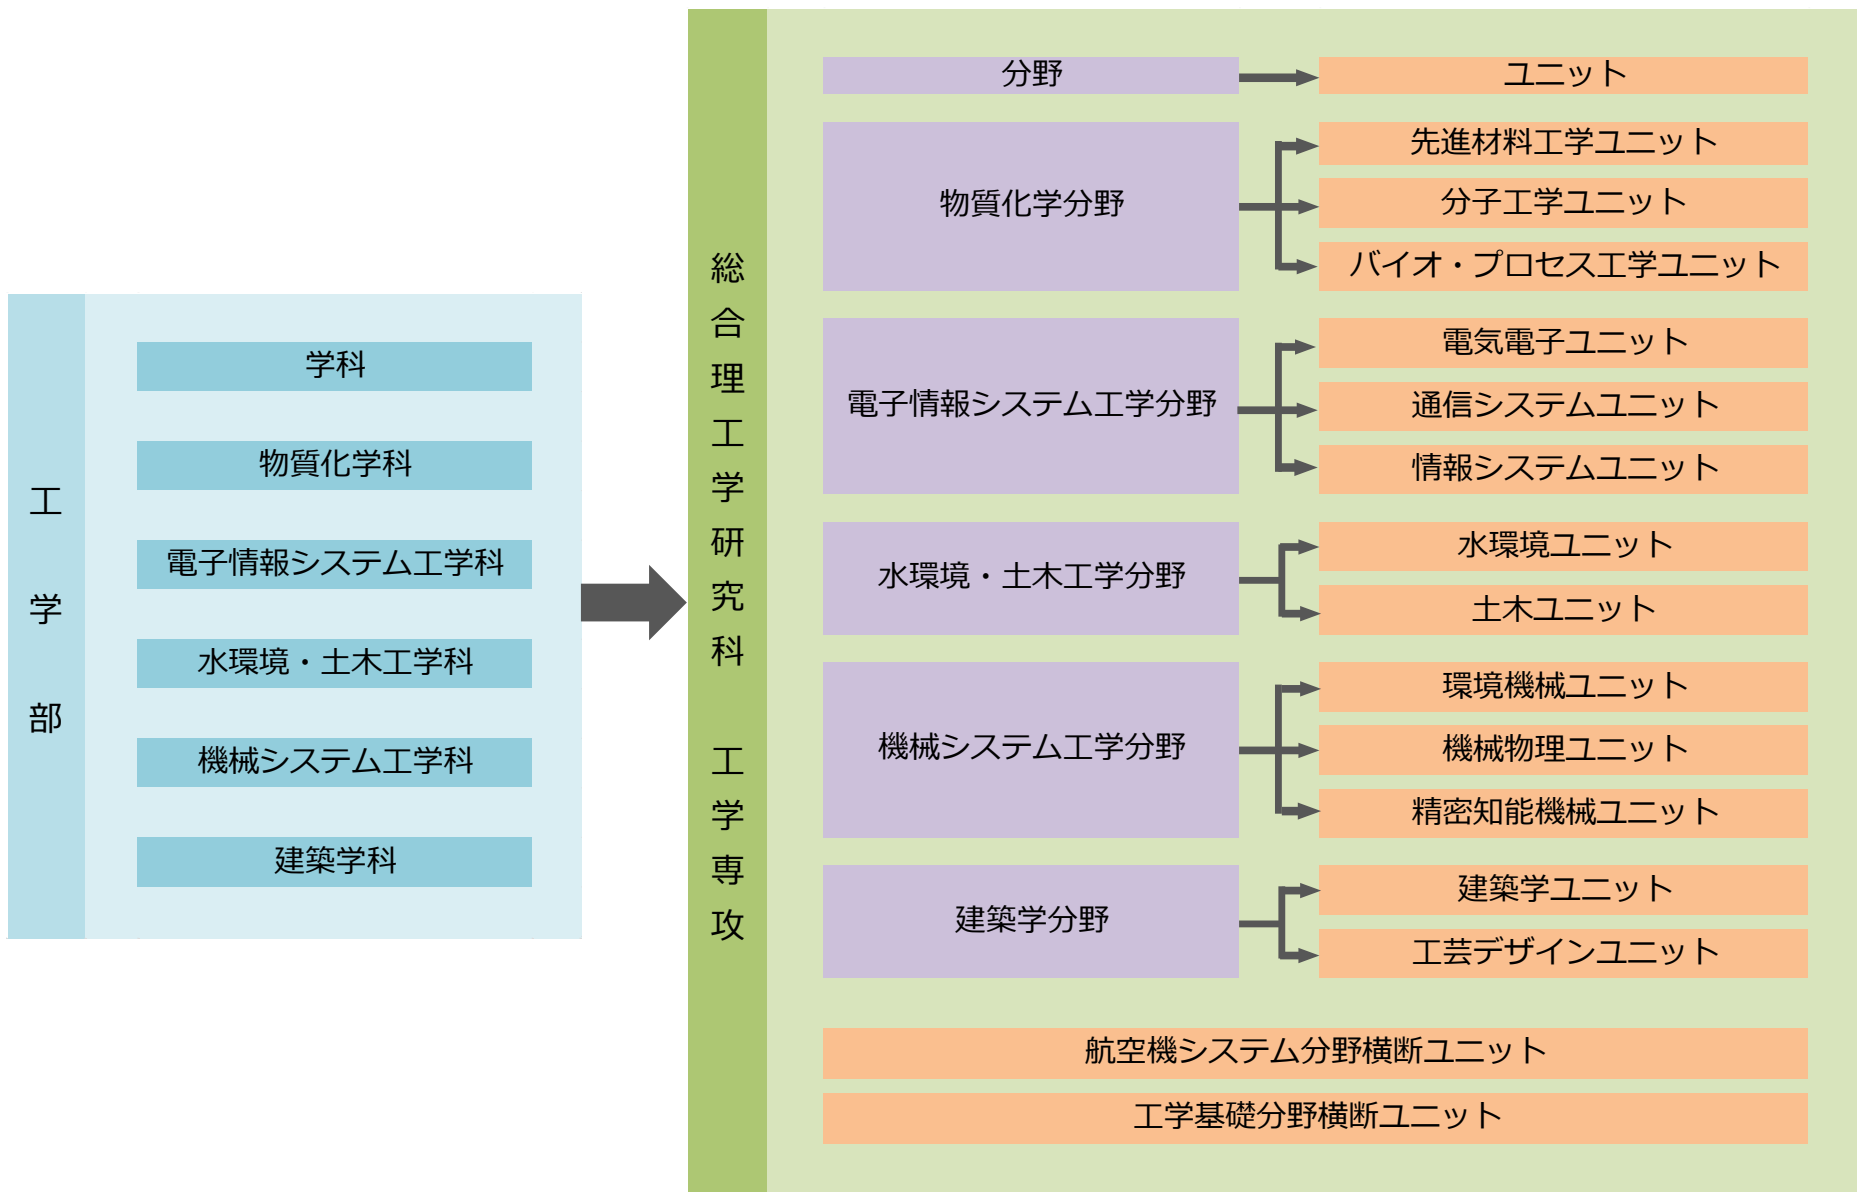 工学部
学科
物質化学科
電子情報システム工学科
水環境・土木工学科
機械システム工学科
建築学科
総合理工学研究科　工学専攻
分野
ユニット
物質化学分野
先進材料工学ユニット
分子工学ユニット
バイオ・プロセス工学ユニット
電子情報システム工学分野
電気電子ユニット
通信システムユニット
情報システムユニット
水環境・土木工学分野
水環境ユニット
土木ユニット
機械システム工学分野
環境機械ユニット
機械物理ユニット
精密知能機械ユニット
建築学分野
建築学ユニット
工芸デザインユニット
航空機システム分野横断ユニット
工学基礎分野横断ユニット